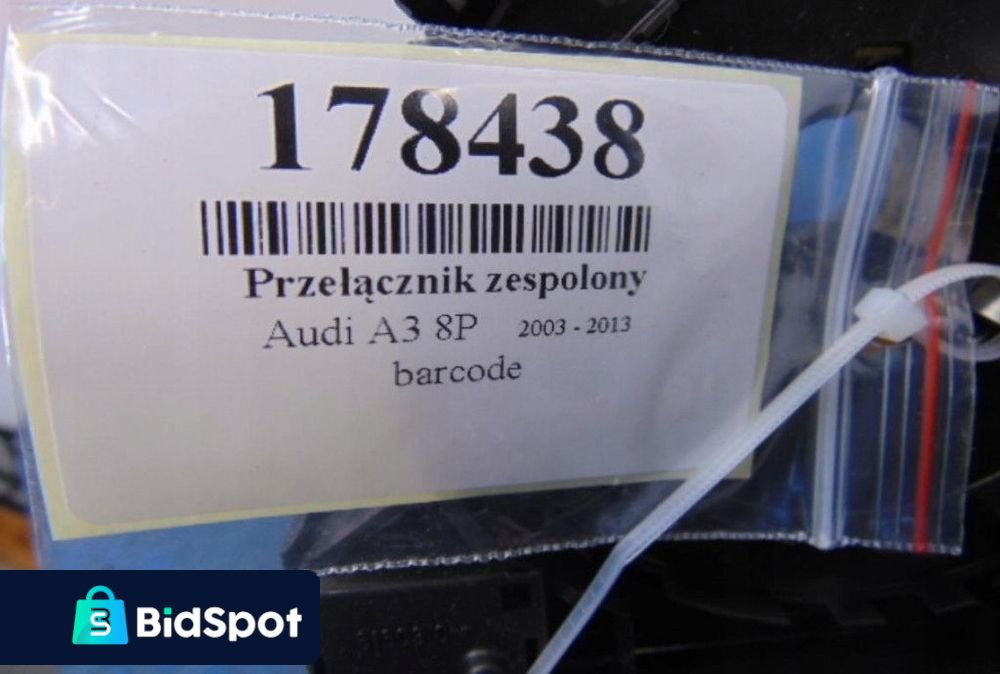 178438
Przełącznik zespolony
Audi A3 8P 2003 - 2013
barcode
BidSpot